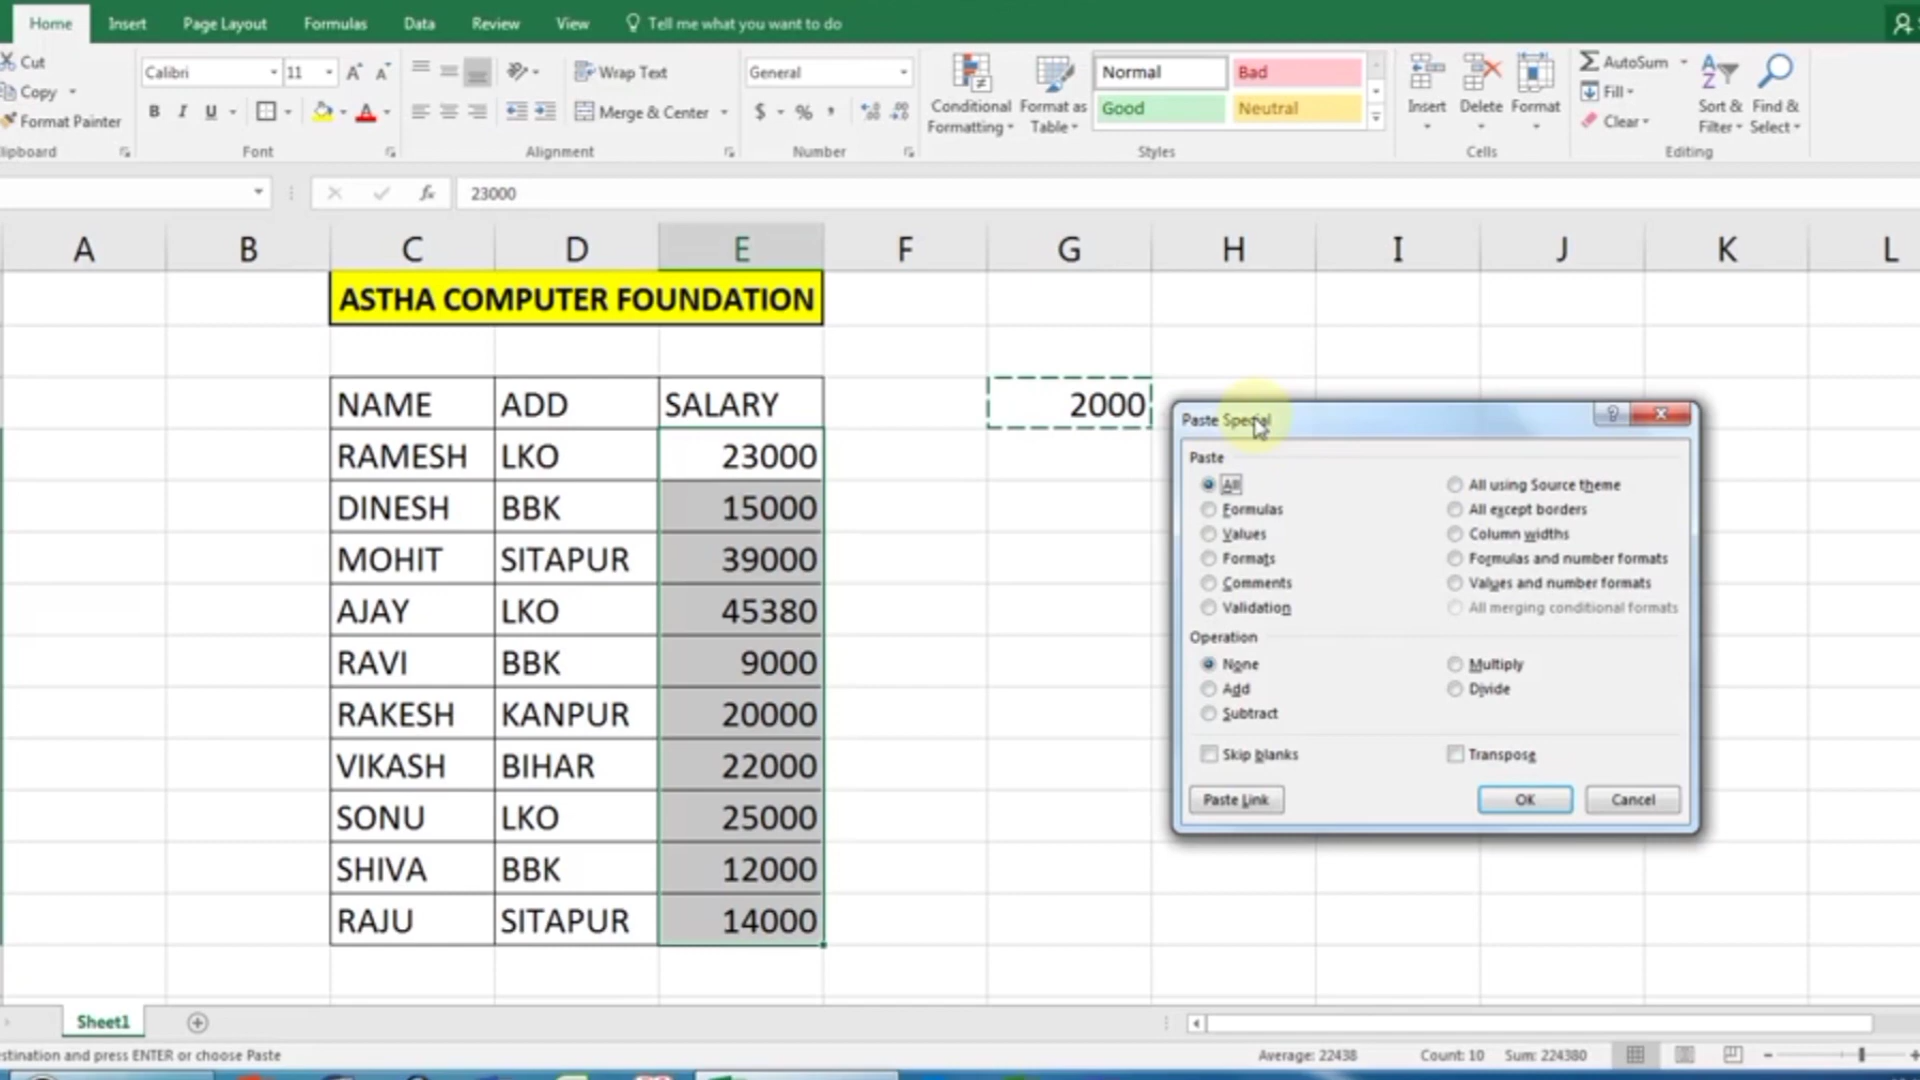 Home Insert Page Layout Formulas Data Review View Tell me what you want to do
Cut
Copy
Format Painter
lipboard
Calibri 11
B I U
Font
Wrap Text
Merge & Center
Alignment
General
$ % ,
Number
Conditional Formatting
Format as Table
Normal Bad
Good Neutral
Styles
Insert Delete Format
Cells
AutoSum
Fill
Clear
Sort & Filter
Find & Select
Editing
fx 23000
A B C D E F G H I J K L
ASTHA COMPUTER FOUNDATION
NAME ADD SALARY 2000
RAMESH LKO 23000
DINESH BBK 15000
MOHIT SITAPUR 39000
AJAY LKO 45380
RAVI BBK 9000
RAKESH KANPUR 20000
VIKASH BIHAR 22000
SONU LKO 25000
SHIVA BBK 12000
RAJU SITAPUR 14000
Paste Special
Paste
All All using Source theme
Formulas All except borders
Values Column widths
Formats Formulas and number formats
Comments Values and number formats
Validation All merging conditional formats
Operation
None Multiply
Add Divide
Subtract
Skip blanks Transpose
Paste Link OK Cancel
Sheet1
stination and press ENTER or choose Paste Average: 22438 Count: 10 Sum: 224380